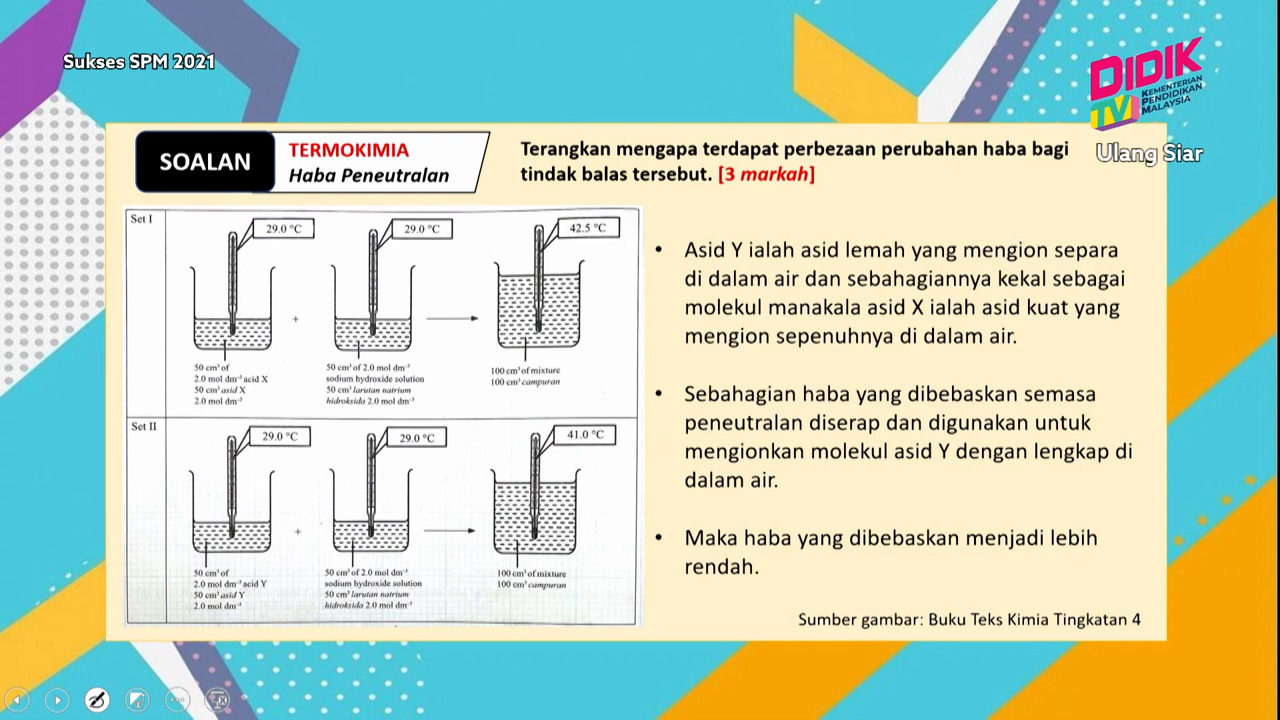 Sukses SPM 2021
DIDIK
TV
KEMENTERIAN
PENDIDIKAN
MALAYSIA
Ulang Siar
SOALAN
TERMOKIMIA
Haba Peneutralan
Terangkan mengapa terdapat perbezaan perubahan haba bagi
tindak balas tersebut. [3 markah]
Set I
29.0 °C
29.0 °C
42.5 °C
+
50 cm³ of
2.0 mol dm⁻³ acid X
50 cm³ asid X
2.0 mol dm⁻³
50 cm³ of 2.0 mol dm⁻³
sodium hydroxide solution
50 cm³ larutan natrium
hidroksida 2.0 mol dm⁻³
100 cm³ of mixture
100 cm³ campuran
Set II
29.0 °C
29.0 °C
41.0 °C
+
50 cm³ of
2.0 mol dm⁻³ acid Y
50 cm³ asid Y
2.0 mol dm⁻³
50 cm³ of 2.0 mol dm⁻³
sodium hydroxide solution
50 cm³ larutan natrium
hidroksida 2.0 mol dm⁻³
100 cm³ of mixture
100 cm³ campuran
• Asid Y ialah asid lemah yang mengion separa
di dalam air dan sebahagiannya kekal sebagai
molekul manakala asid X ialah asid kuat yang
mengion sepenuhnya di dalam air.
• Sebahagian haba yang dibebaskan semasa
peneutralan diserap dan digunakan untuk
mengionkan molekul asid Y dengan lengkap di
dalam air.
• Maka haba yang dibebaskan menjadi lebih
rendah.
Sumber gambar: Buku Teks Kimia Tingkatan 4